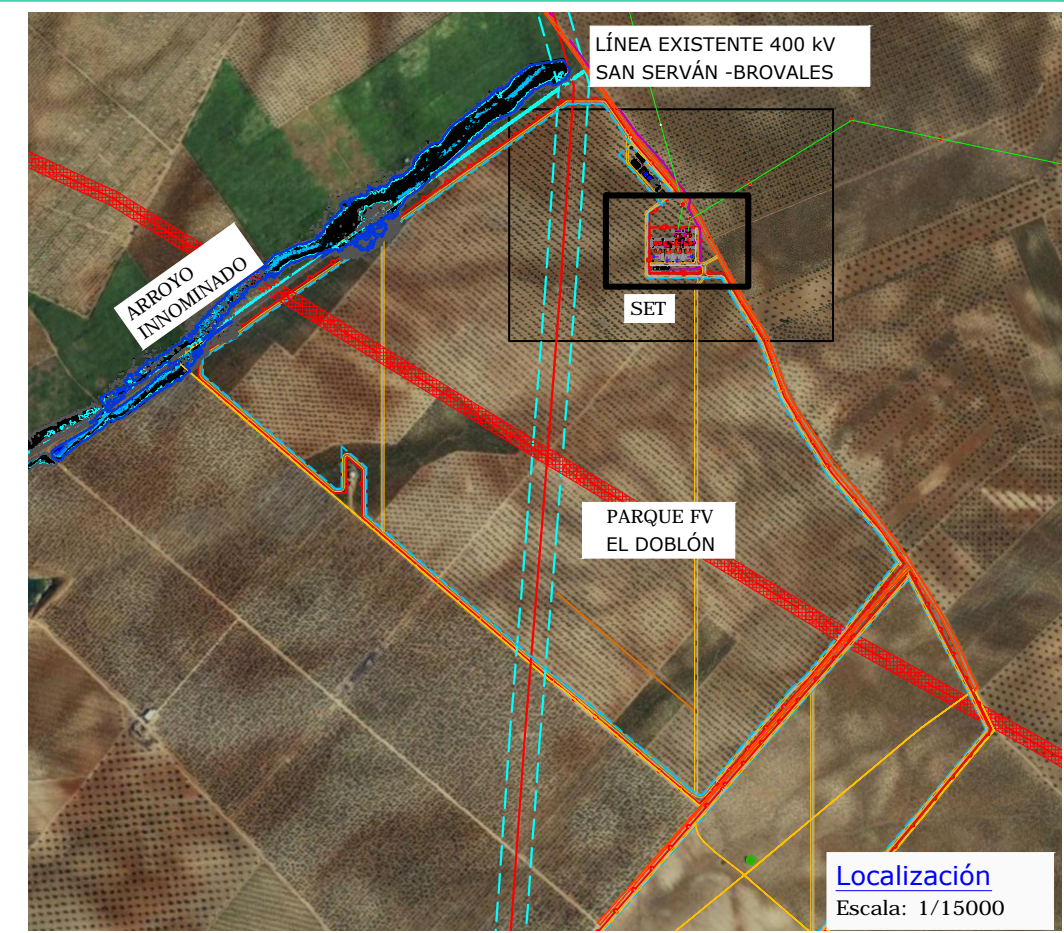 LÍNEA EXISTENTE 400 kV
SAN SERVÁN -BROVALES
ARROYO
INNOMINADO
SET
PARQUE FV
EL DOBLÓN
Localización
Escala: 1/15000